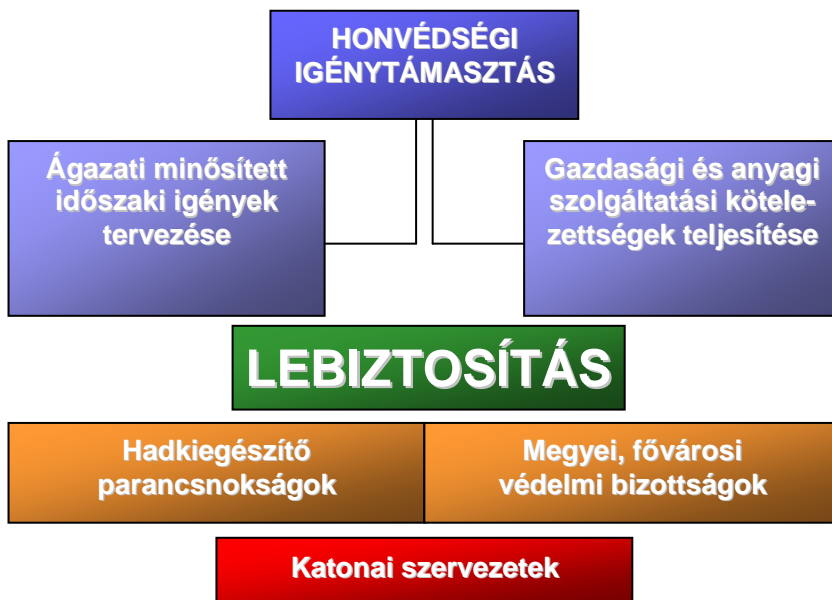 HONVÉDSÉGI
IGÉNYTÁMASZTÁS
Ágazati minősített
időszaki igények
tervezése
Gazdasági és anyagi
szolgáltatási kötele-
zettségek teljesítése
LEBIZTOSÍTÁS
Hadkiegészítő
parancsnokságok
Megyei, fővárosi
védelmi bizottságok
Katonai szervezetek